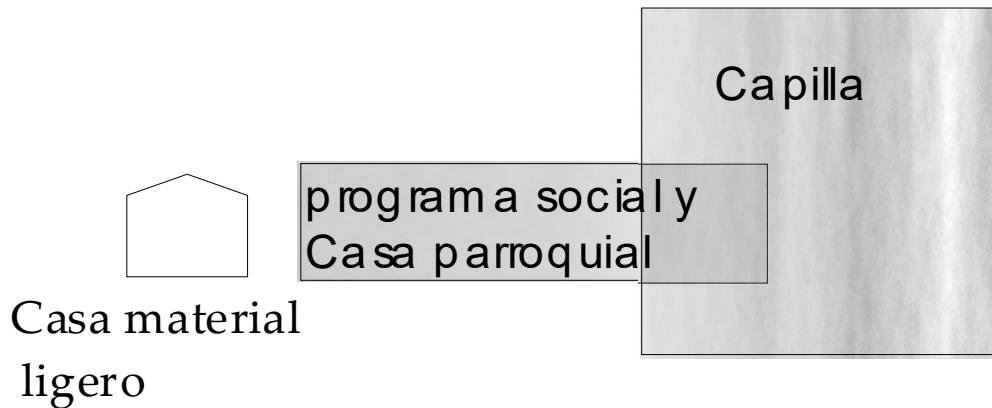 Capilla
programa social y
Casa parroquial
Casa material
ligero